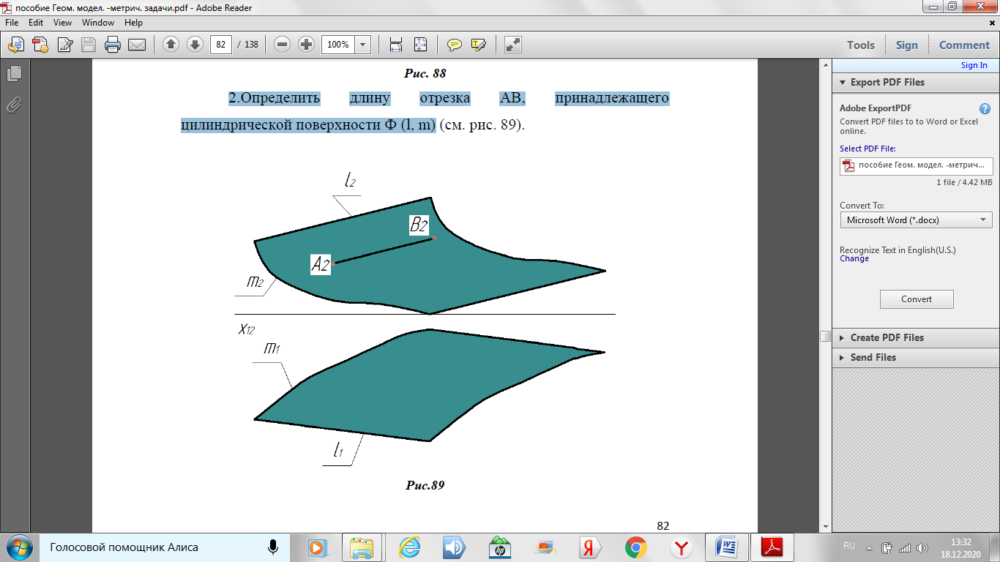 пособие Геом. модел. -метрич. задачи.pdf - Adobe Reader
File Edit View Window Help
82 / 138 100% Tools Sign Comment
Sign In
Export PDF Files
Adobe ExportPDF
Convert PDF files to to Word or Excel
online.
Select PDF File:
пособие Геом. модел. -метрич...
1 file / 4.42 MB
Convert To:
Microsoft Word (*.docx)
Recognize Text in English(U.S.)
Change
Convert
Create PDF Files
Send Files
Рис. 88
2.Определить длину отрезка АВ, принадлежащего
цилиндрической поверхности Ф (l, m) (см. рис. 89).
l2
B2
A2
m2
x12
m1
l1
Рис.89
82
Голосовой помощник Алиса
RU
13:32
18.12.2020